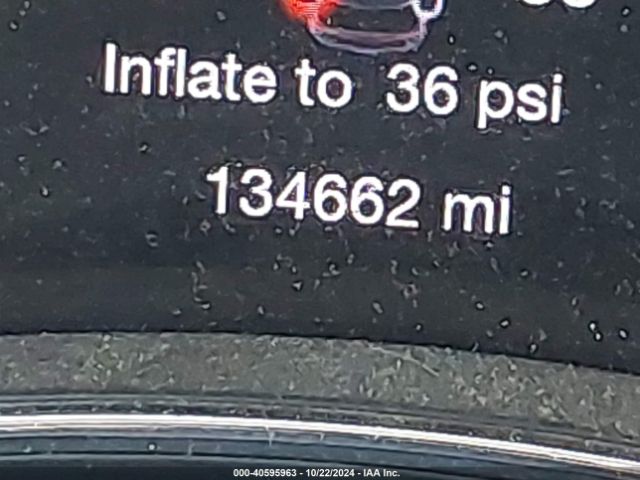 Inflate to 36 psi
134662 mi
000-40595963 - 10/22/2024 - IAA Inc.